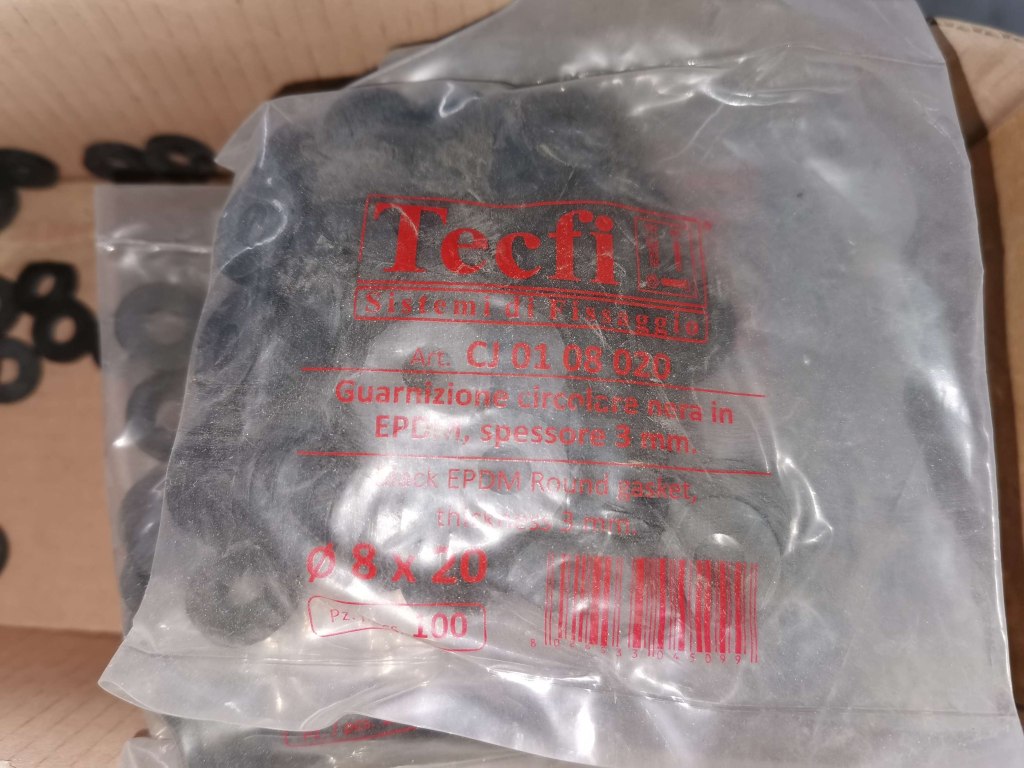 Tecfi
Sistemi di Fissaggio
Art. CJ 01 08 020
Guarnizione circolare nera in
EPDM, spessore 3 mm.
Black EPDM Round gasket,
thickness 3 mm.
Ø 8 x 20
Pz. 100